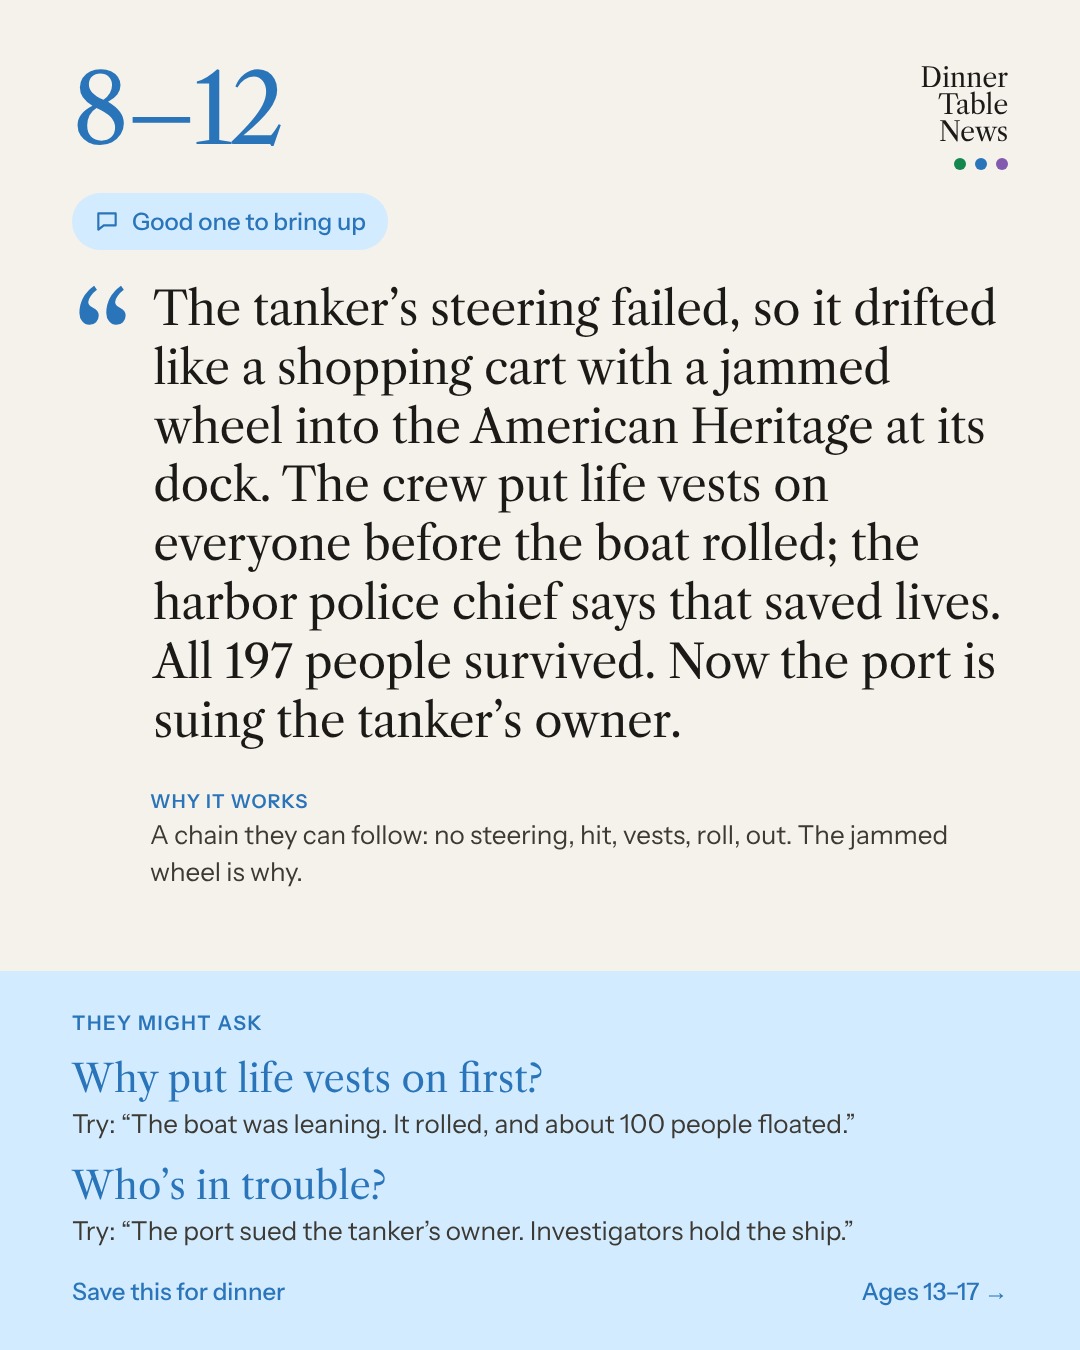 8–12
Dinner
Table
News
Good one to bring up
“ The tanker’s steering failed, so it drifted
like a shopping cart with a jammed
wheel into the American Heritage at its
dock. The crew put life vests on
everyone before the boat rolled; the
harbor police chief says that saved lives.
All 197 people survived. Now the port is
suing the tanker’s owner.
WHY IT WORKS
A chain they can follow: no steering, hit, vests, roll, out. The jammed
wheel is why.
THEY MIGHT ASK
Why put life vests on first?
Try: “The boat was leaning. It rolled, and about 100 people floated.”
Who’s in trouble?
Try: “The port sued the tanker’s owner. Investigators hold the ship.”
Save this for dinner
Ages 13–17 →